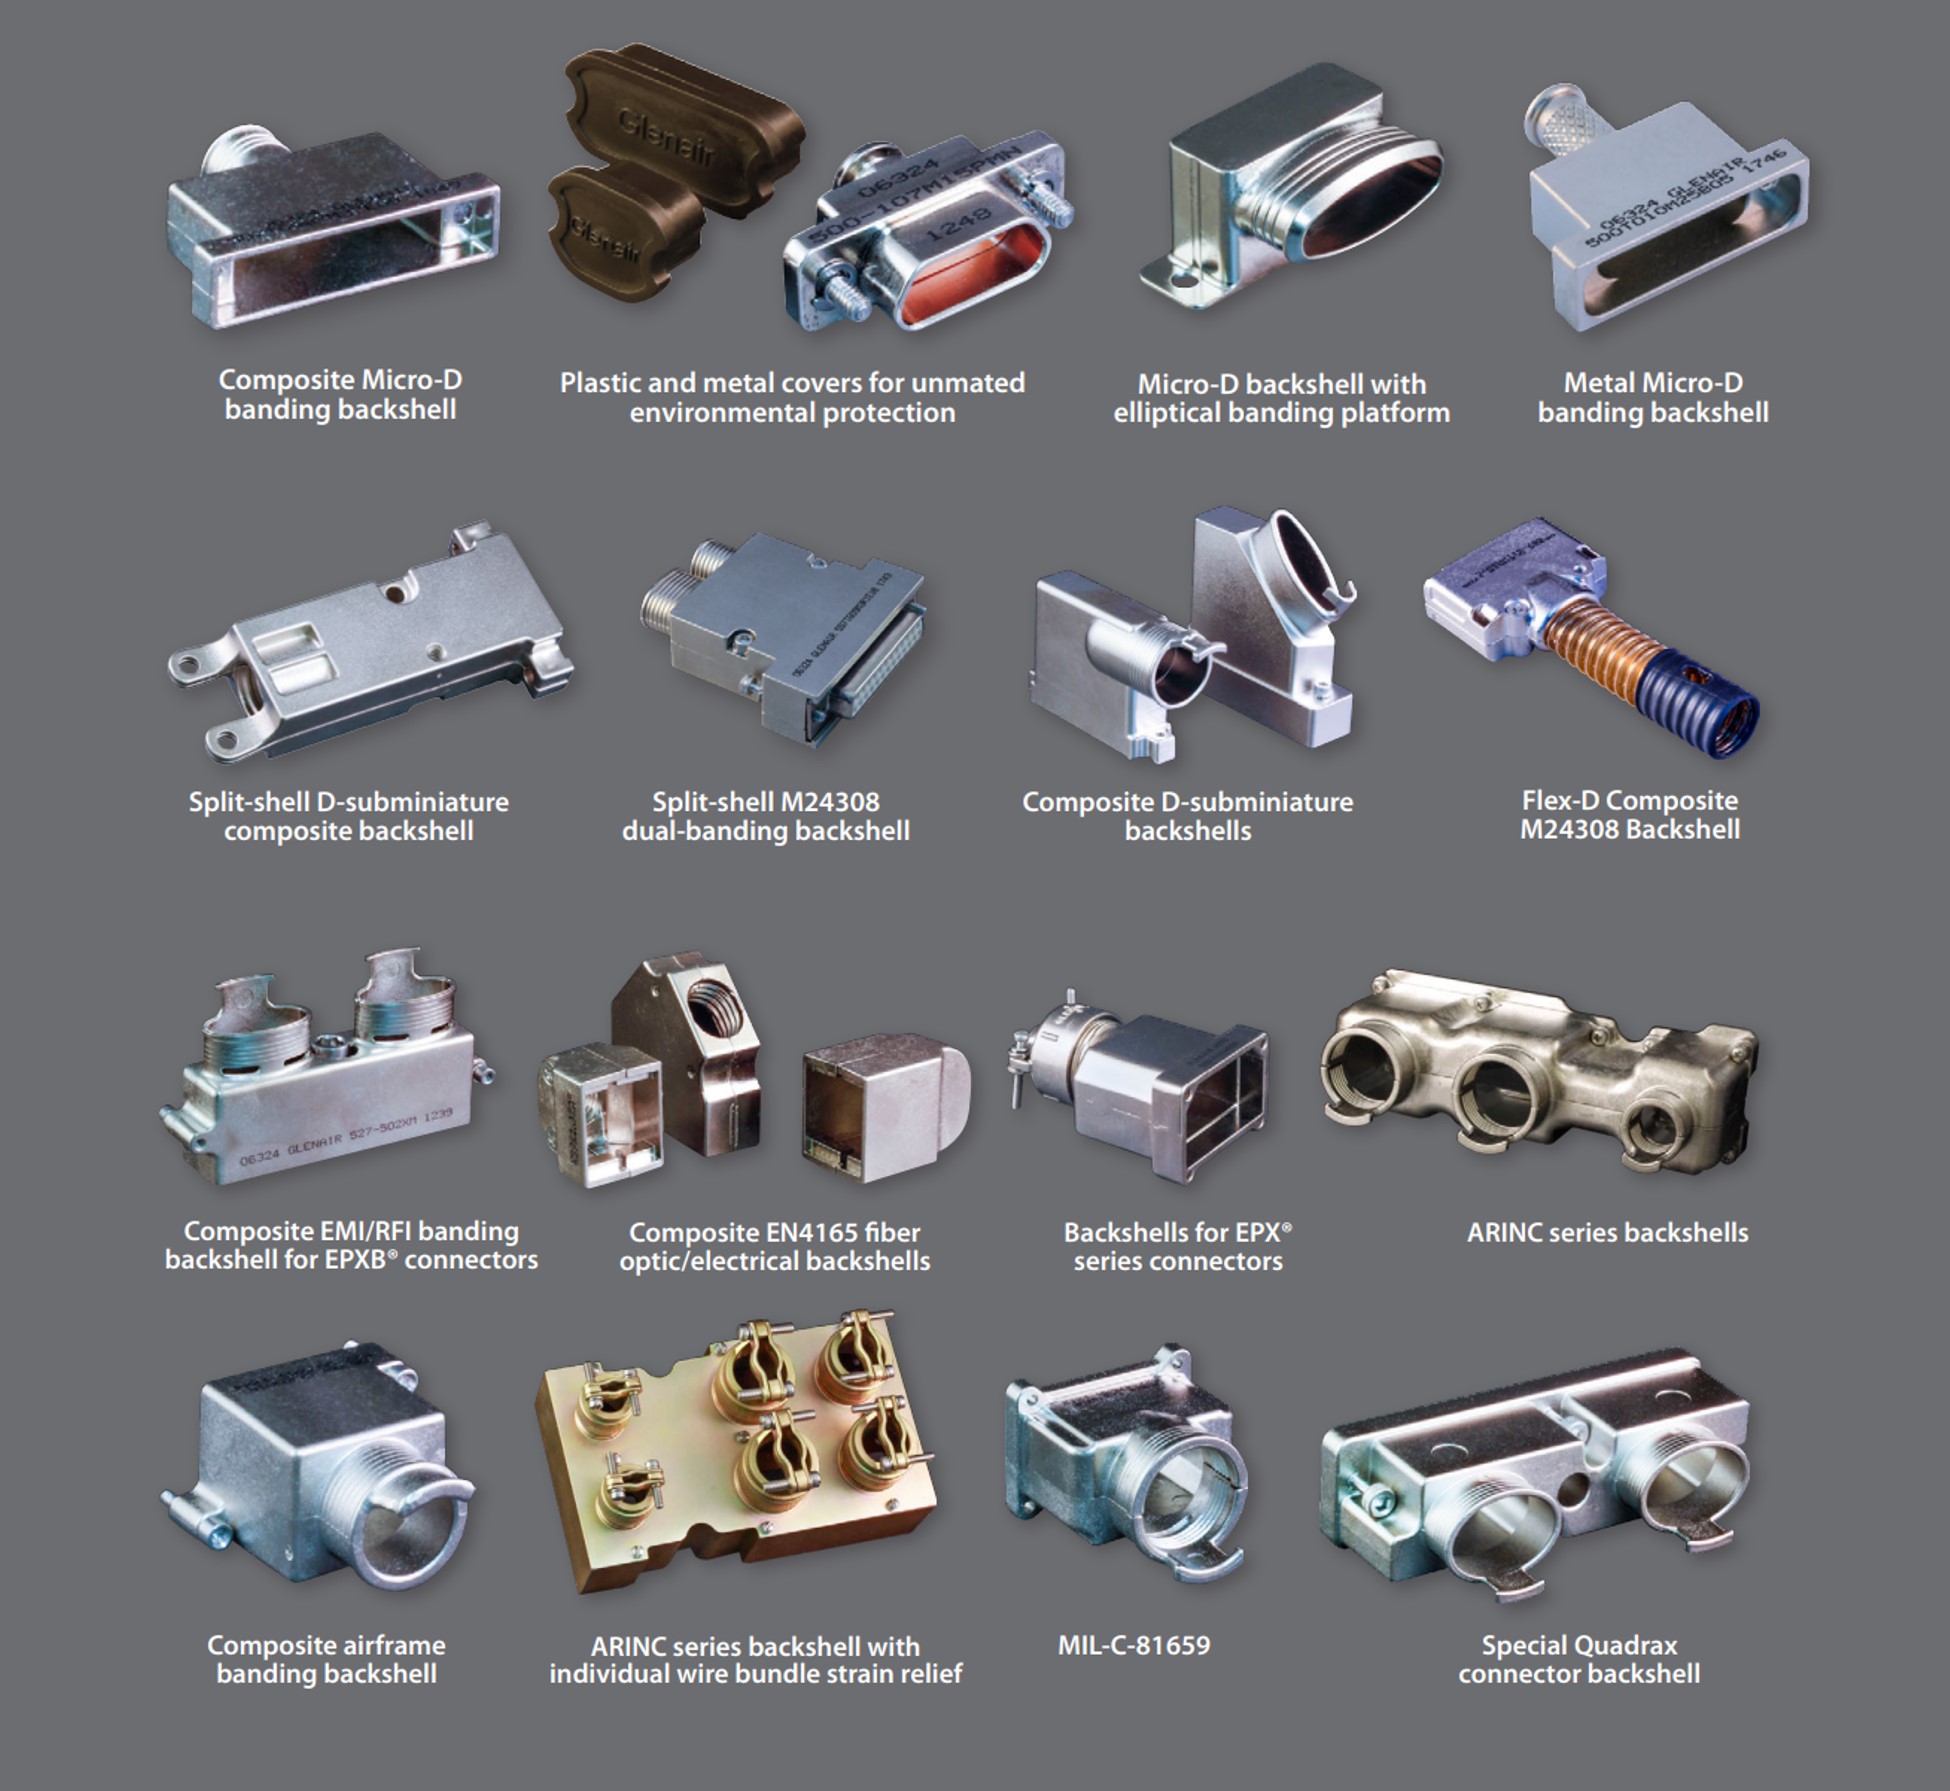 Glenair
Glenair
06324
500-107M15PMN
1248
06324 GLENAIR
500T010M25B05 1746
Composite Micro-D
banding backshell
Plastic and metal covers for unmated
environmental protection
Micro-D backshell with
elliptical banding platform
Metal Micro-D
banding backshell
06324 GLENAIR
Split-shell D-subminiature
composite backshell
Split-shell M24308
dual-banding backshell
Composite D-subminiature
backshells
Flex-D Composite
M24308 Backshell
06324 GLENAIR 527-502XM 1239
Composite EMI/RFI banding
backshell for EPXB® connectors
Composite EN4165 fiber
optic/electrical backshells
Backshells for EPX®
series connectors
ARINC series backshells
Composite airframe
banding backshell
ARINC series backshell with
individual wire bundle strain relief
MIL-C-81659
Special Quadrax
connector backshell